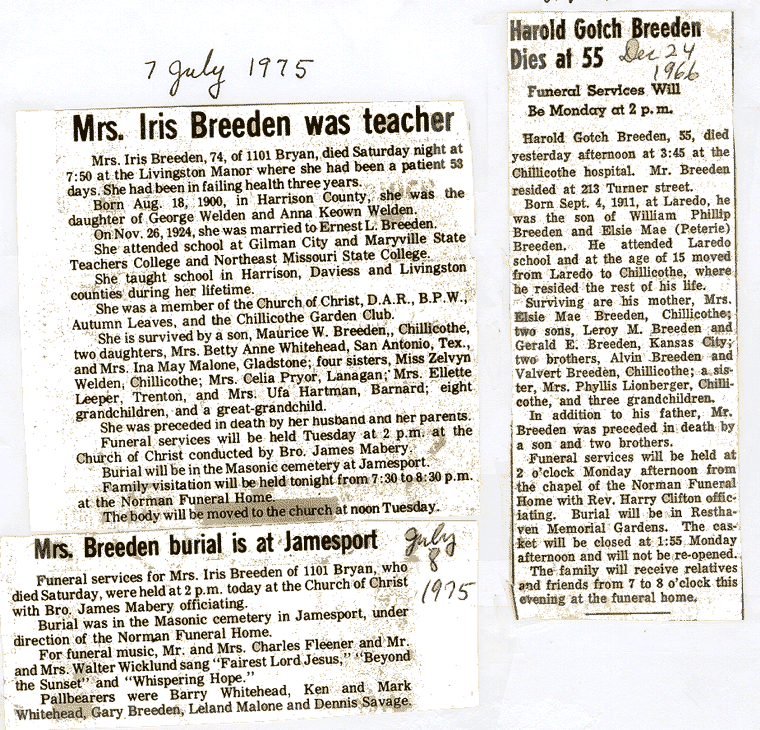 7 July 1975
Mrs. Iris Breeden was teacher
Mrs. Iris Breeden, 74, of 1101 Bryan, died Saturday night at
7:50 at the Livingston Manor where she had been a patient 53
days. She had been in failing health three years.
Born Aug. 18, 1900, in Harrison County, she was the
daughter of George Welden and Anna Keown Welden.
On Nov. 26, 1924, she was married to Ernest L. Breeden.
She attended school at Gilman City and Maryville State
Teachers College and Northeast Missouri State College.
She taught school in Harrison, Daviess and Livingston
counties during her lifetime.
She was a member of the Church of Christ, D.A.R., B.P.W.,
Autumn Leaves, and the Chillicothe Garden Club.
She is survived by a son, Maurice W. Breeden,, Chillicothe,
two daughters, Mrs. Betty Anne Whitehead, San Antonio, Tex.,
and Mrs. Ina May Malone, Gladstone; four sisters, Miss Zelvyn
Welden, Chillicothe; Mrs. Celia Pryor, Lanagan; Mrs. Ellette
Leeper, Trenton, and Mrs. Ufa Hartman, Barnard; eight
grandchildren, and a great-grandchild.
She was preceded in death by her husband and her parents.
Funeral services will be held Tuesday at 2 p.m. at the
Church of Christ conducted by Bro. James Mabery.
Burial will be in the Masonic cemetery at Jamesport.
Family visitation will be held tonight from 7:30 to 8:30 p.m.
at the Norman Funeral Home.
The body will be moved to the church at noon Tuesday.
Mrs. Breeden burial is at Jamesport
July
8
1975
Funeral services for Mrs. Iris Breeden of 1101 Bryan, who
died Saturday, were held at 2 p.m. today at the Church of Christ
with Bro. James Mabery officiating.
Burial was in the Masonic cemetery in Jamesport, under
direction of the Norman Funeral Home.
For funeral music, Mr. and Mrs. Charles Fleener and Mr.
and Mrs. Walter Wicklund sang "Fairest Lord Jesus," "Beyond
the Sunset" and "Whispering Hope."
Pallbearers were Barry Whitehead, Ken and Mark
Whitehead, Gary Breeden, Leland Malone and Dennis Savage.
Harold Gotch Breeden
Dies at 55
Dec 24
1966
Funeral Services Will
Be Monday at 2 p.m.
Harold Gotch Breeden, 55, died
yesterday afternoon at 3:45 at the
Chillicothe hospital. Mr. Breeden
resided at 213 Turner street.
Born Sept. 4, 1911, at Laredo, he
was the son of William Phillip
Breeden and Elsie Mae (Peterie)
Breeden. He attended Laredo
school and at the age of 15 moved
from Laredo to Chillicothe, where
he resided the rest of his life.
Surviving are his mother, Mrs.
Elsie Mae Breeden, Chillicothe;
two sons, Leroy M. Breeden and
Gerald E. Breeden, Kansas City;
two brothers, Alvin Breeden and
Valvert Breeden, Chillicothe; a sis-
ter, Mrs. Phyllis Lionberger, Chilli-
cothe, and three grandchildren.
In addition to his father, Mr.
Breeden was preceded in death by
a son and two brothers.
Funeral services will be held at
2 o'clock Monday afternoon from
the chapel of the Norman Funeral
Home with Rev. Harry Clifton offic-
iating. Burial will be in Restha-
ven Memorial Gardens. The cas-
ket will be closed at 1:55 Monday
afternoon and will not be re-opened.
The family will receive relatives
and friends from 7 to 8 o'clock this
evening at the funeral home.